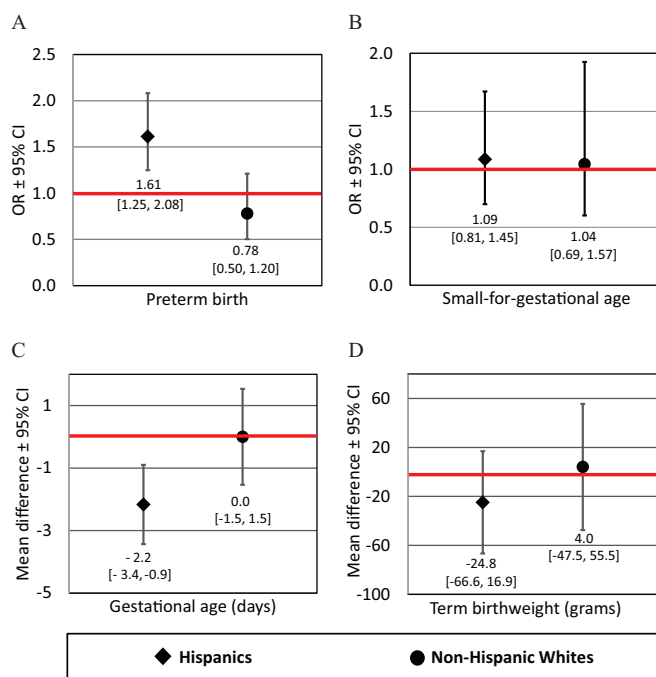 A
2.5
2.0
1.5
1.0
0.5
0.0
OR ± 95% CI
1.61
[1.25, 2.08]
0.78
[0.50, 1.20]
Preterm birth
B
2.0
1.5
1.0
0.5
0.0
OR ± 95% CI
1.09
[0.81, 1.45]
1.04
[0.69, 1.57]
Small-for-gestational age
C
1
-1
-3
-5
Mean difference ± 95% CI
0.0
[-1.5, 1.5]
- 2.2
[- 3.4, -0.9]
Gestational age (days)
D
60
20
-20
-60
-100
Mean difference ± 95% CI
-24.8
[-66.6, 16.9]
4.0
[-47.5, 55.5]
Term birthweight (grams)
Hispanics
Non-Hispanic Whites